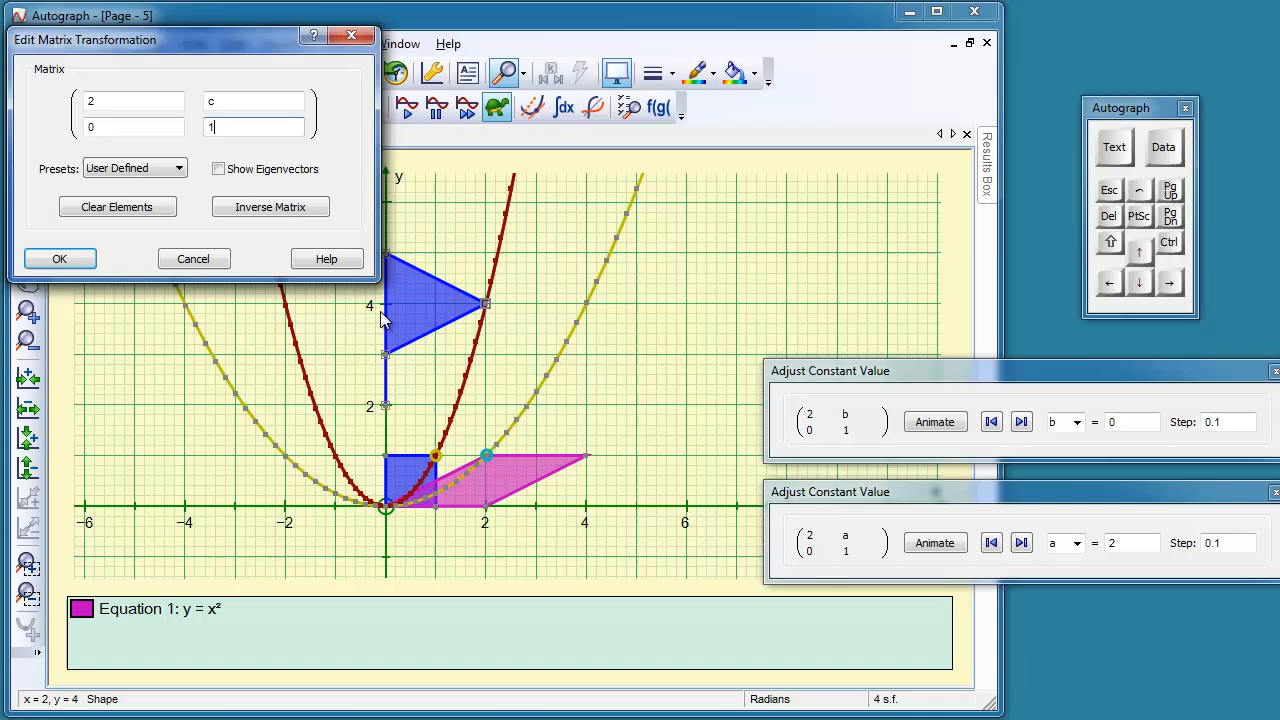 Autograph - [Page - 5]
Edit Matrix Transformation
Matrix
2 c
0 1
Presets: User Defined Show Eigenvectors
Clear Elements Inverse Matrix
OK Cancel Help
Window Help
∫dx f(g(
y
4
2
−6 −4 −2 2 4 6
Equation 1: y = x²
x = 2, y = 4 Shape Radians 4 s.f.
Results Box
Autograph
Text Data
Esc Pg Up
Del PtSc Pg Dn
Ctrl
Adjust Constant Value
2 b
0 1
Animate b = 0 Step: 0.1
Adjust Constant Value
2 a
0 1
Animate a = 2 Step: 0.1